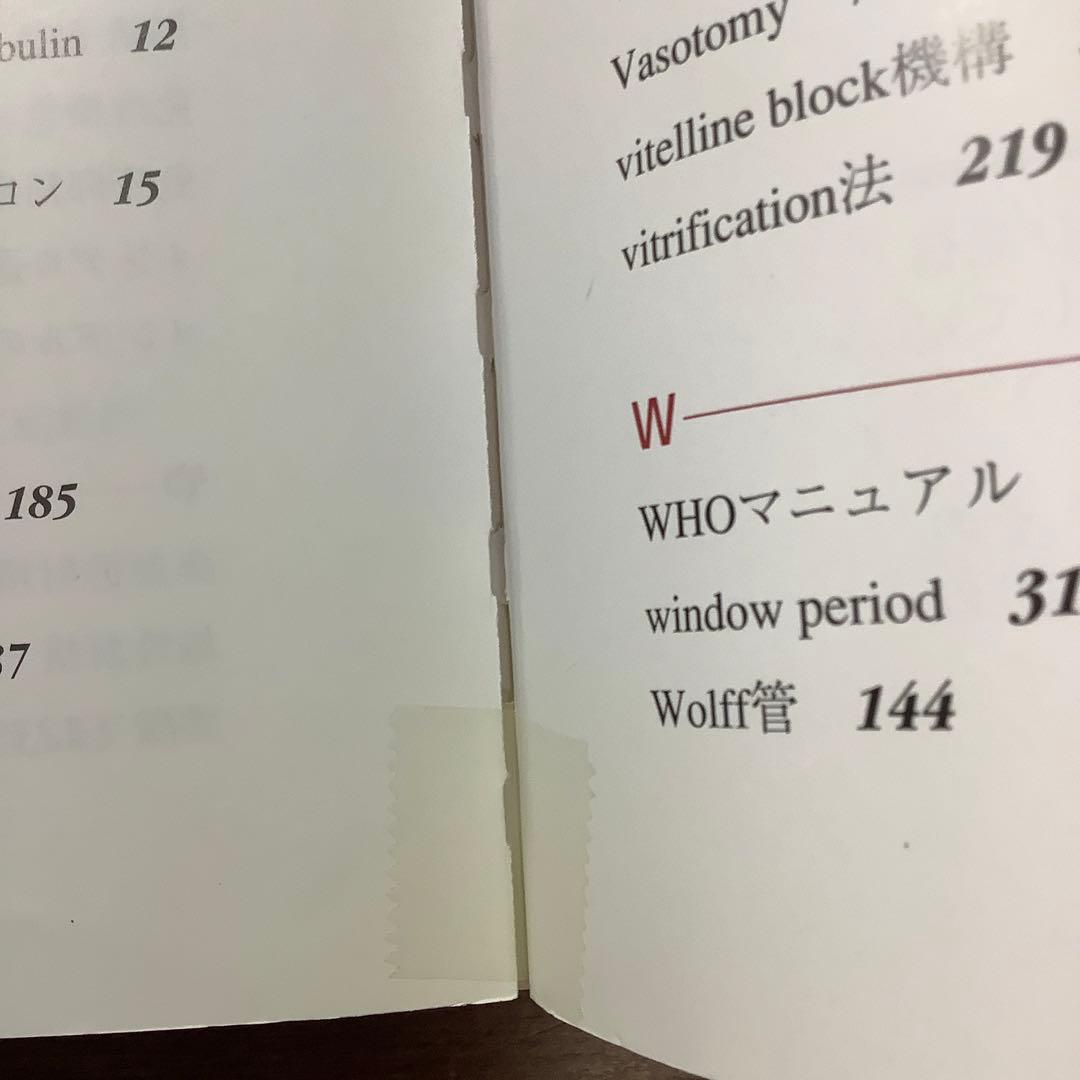 bulin 12
コン 15
185
37
Vasotomy
vitelline block機構
vitrification法 219
W
WHOマニュアル
window period 31
Wolff管 144